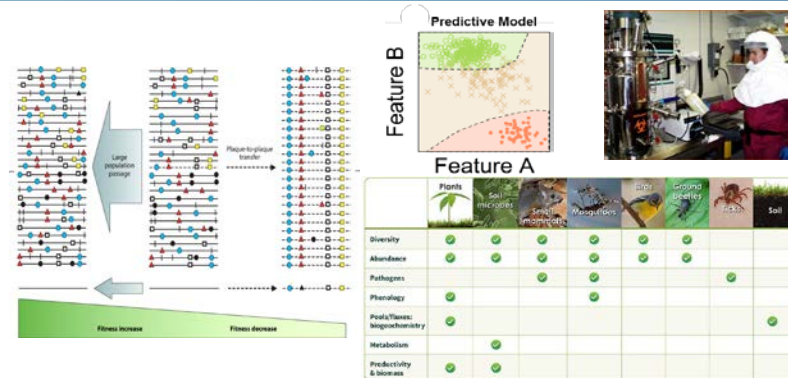 Large
population
passage
Plaque-to-plaque
transfer
Fitness increase
Fitness decrease
Predictive Model
Feature B
Feature A
Plants
Soil
microbes
Small
mammals
Mosquitoes
Birds
Ground
beetles
Ticks
Soil
Diversity
Abundance
Pathogens
Phenology
Pools/fluxes:
biogeochemistry
Metabolism
Productivity
& biomass